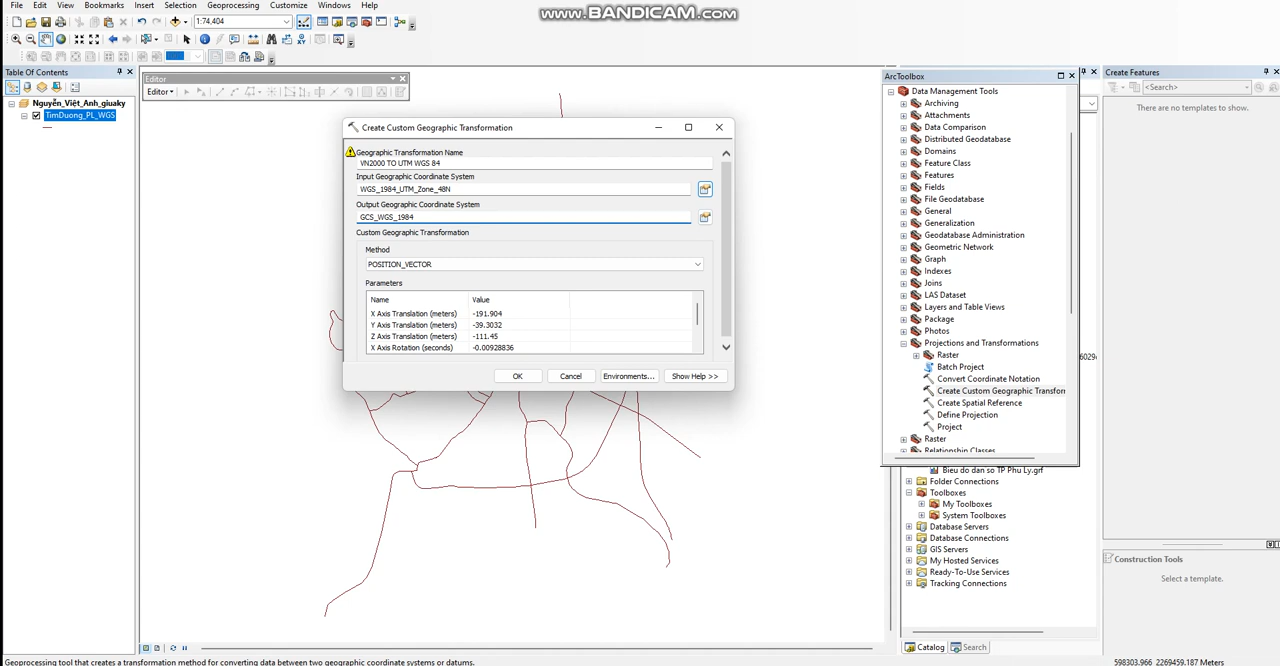 File Edit View Bookmarks Insert Selection Geoprocessing Customize Windows Help
www.BANDICAM.com
1:74,404
Table Of Contents
Nguyễn_Việt_Anh_giuaky
TimDuong_PL_WGS
Editor
Editor
Create Custom Geographic Transformation
Geographic Transformation Name
VN2000 TO UTM WGS 84
Input Geographic Coordinate System
WGS_1984_UTM_Zone_48N
Output Geographic Coordinate System
GCS_WGS_1984
Custom Geographic Transformation
Method
POSITION_VECTOR
Parameters
Name Value
X Axis Translation (meters) -191.904
Y Axis Translation (meters) -39.3032
Z Axis Translation (meters) -111.45
X Axis Rotation (seconds) -0.00928836
OK Cancel Environments... Show Help >>
ArcToolbox
Data Management Tools
Archiving
Attachments
Data Comparison
Distributed Geodatabase
Domains
Feature Class
Features
Fields
File Geodatabase
General
Generalization
Geodatabase Administration
Geometric Network
Graph
Indexes
Joins
LAS Dataset
Layers and Table Views
Package
Photos
Projections and Transformations
Raster
Batch Project
Convert Coordinate Notation
Create Custom Geographic Transfor
Create Spatial Reference
Define Projection
Project
Raster
Relationship Classes
Bieu do dan so TP Phu Ly.grf
Folder Connections
Toolboxes
My Toolboxes
System Toolboxes
Database Servers
Database Connections
GIS Servers
My Hosted Services
Ready-To-Use Services
Tracking Connections
Catalog Search
Create Features
<Search>
There are no templates to show.
Construction Tools
Select a template.
Geoprocessing tool that creates a transformation method for converting data between two geographic coordinate systems or datums.
598303.966 2269459.187 Meters